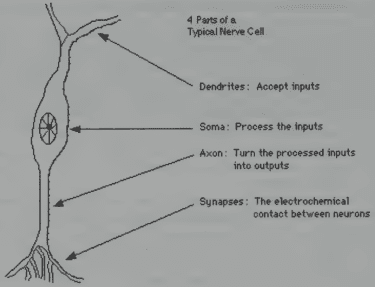 4 Parts of a
Typical Nerve Cell
Dendrites: Accept inputs
Soma: Process the inputs
Axon: Turn the processed inputs
into outputs
Synapses: The electrochemical
contact between neurons